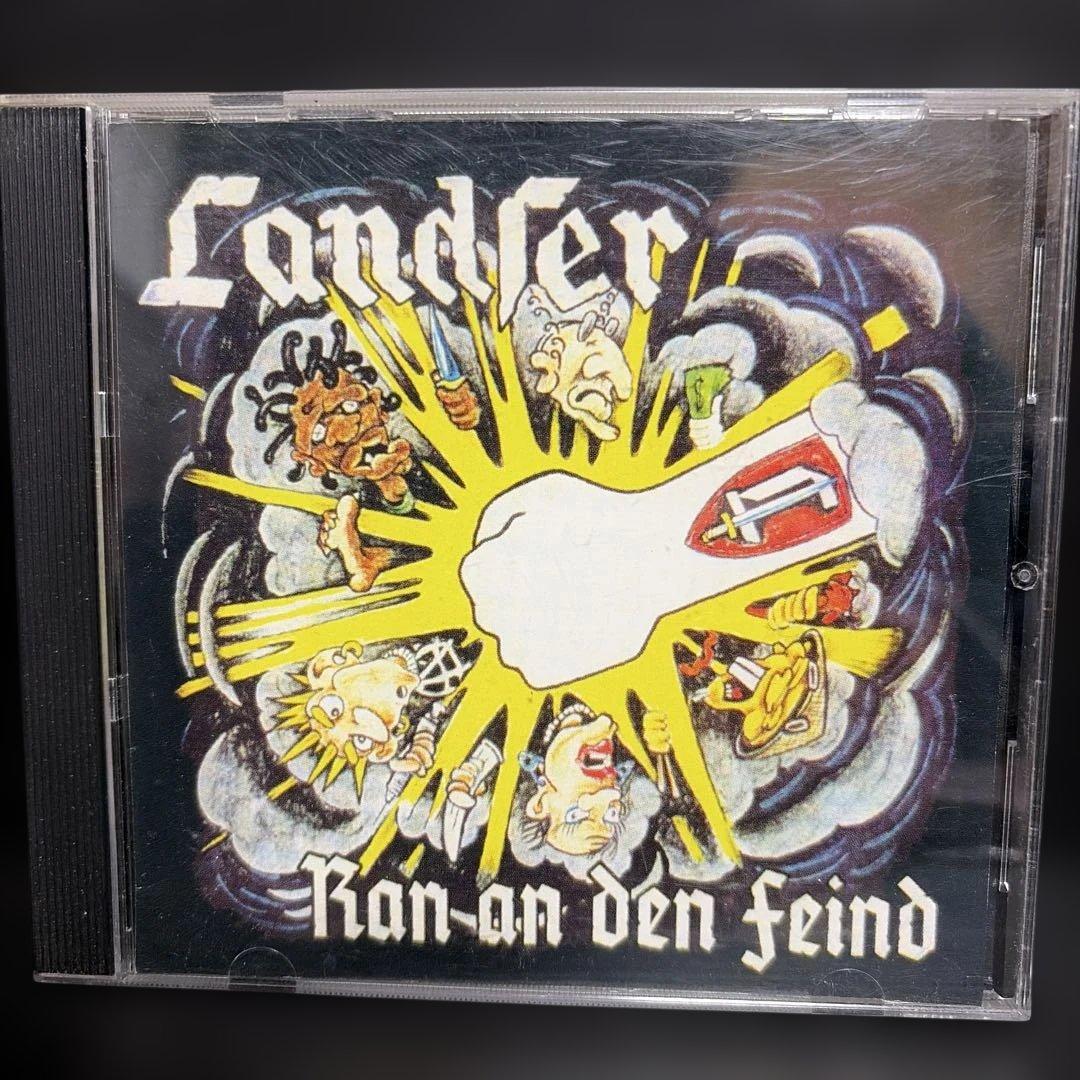 Landser
Ran an den Feind